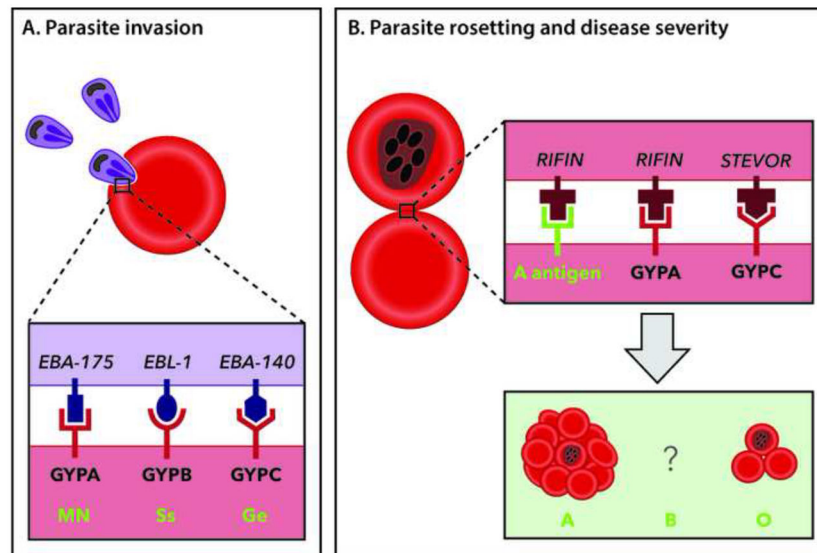 A. Parasite invasion
EBA-175 EBL-1 EBA-140
GYPA GYPB GYPC
MN Ss Ge
B. Parasite rosetting and disease severity
RIFIN RIFIN STEVOR
A antigen GYPA GYPC
?
A B O